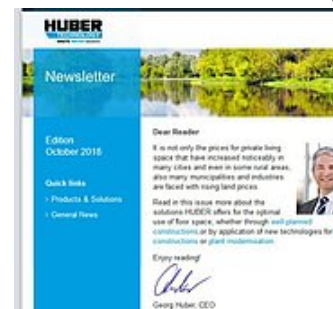 HUBER
TECHNOLOGY
WASTE WATER Solutions
Newsletter
Edition
October 2018
Quick links
› Products & Solutions
› General News
Dear Reader
It is not only the prices for private living
space that have increased noticeably in
many cities and even in some rural areas,
also many municipalities and industries
are faced with rising land prices.
Read in this issue more about the
solutions HUBER offers for the optimal
use of floor space, whether through well-planned
constructions or by application of new technologies for
constructions or plant modernisation.
Enjoy reading!
Georg Huber, CEO